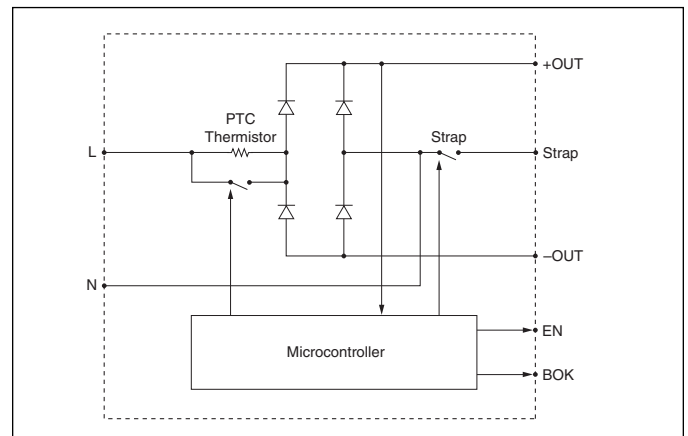 +OUT
PTC
Thermistor
Strap
L
Strap
–OUT
N
EN
Microcontroller
BOK